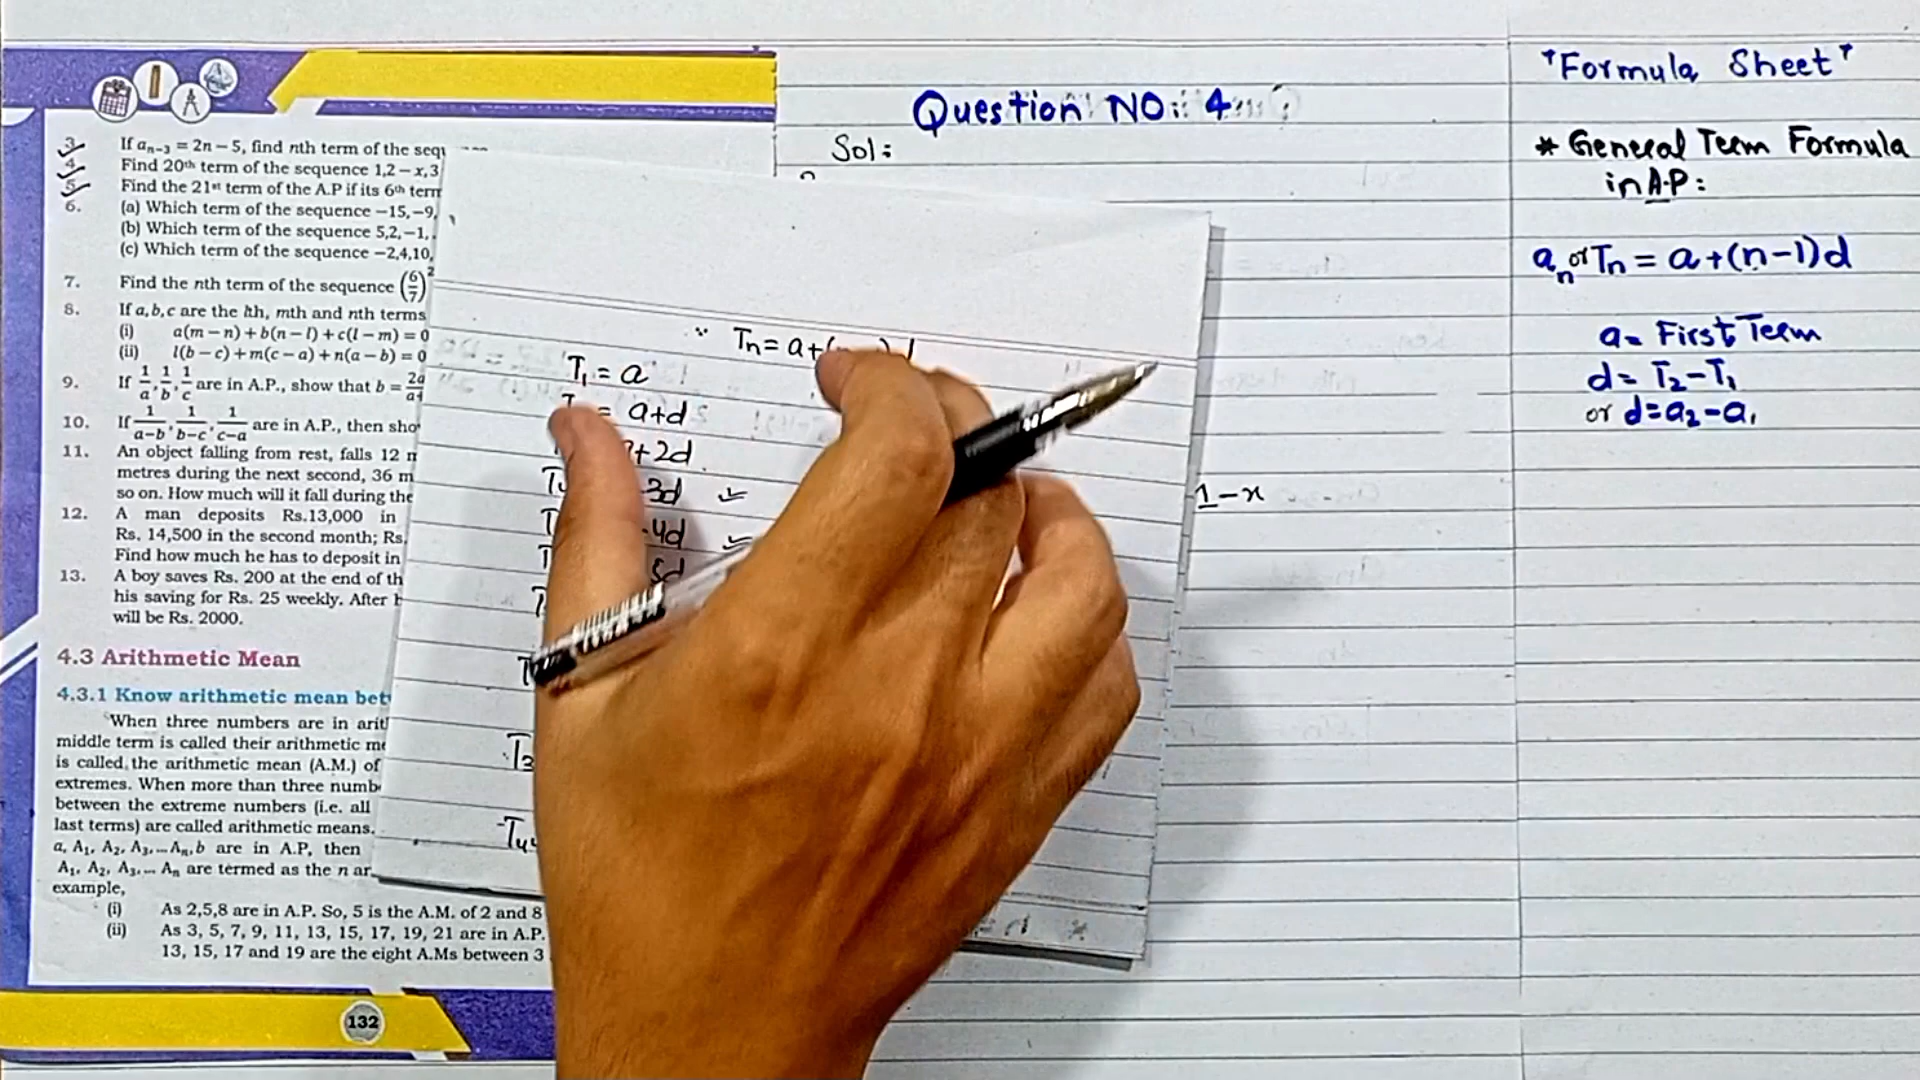 3. If aₙ₋₃ = 2n − 5, find nth term of the
4. Find 20th term of the sequence 1,2 − x,3
5. Find the 21st term of the A.P if its 6th term
6. (a) Which term of the sequence −15,−9,
(b) Which term of the sequence 5,2,−1,
(c) Which term of the sequence −2,4,10,
7. Find the nth term of the sequence (6/7)²
8. If a,b,c are the lth, mth and nth terms
(i) a(m − n) + b(n − l) + c(l − m) = 0
(ii) l(b − c) + m(c − a) + n(a − b) = 0
9. If 1/a, 1/b, 1/c are in A.P., show that b =
10. If 1/a−b, 1/b−c, 1/c−a are in A.P., then
11. An object falling from rest, falls 12
metres during the next second, 36
so on. How much will it fall during the
12. A man deposits Rs.13,000 in
Rs. 14,500 in the second month; Rs.
Find how much he has to deposit in
13. A boy saves Rs. 200 at the end of
his saving for Rs. 25 weekly. After
will be Rs. 2000.
4.3 Arithmetic Mean
4.3.1 Know arithmetic mean
When three numbers are in
middle term is called their arithmetic
is called the arithmetic mean (A.M.) of
extremes. When more than three
between the extreme numbers (i.e. all
last terms) are called arithmetic means.
a, A₁, A₂, A₃,... Aₙ, b are in A.P, then
A₁, A₂, A₃,... Aₙ are termed as the n
example,
(i) As 2,5,8 are in A.P. So, 5 is the A.M. of 2 and 8
(ii) As 3, 5, 7, 9, 11, 13, 15, 17, 19, 21 are in A.P.
13, 15, 17 and 19 are the eight A.Ms between 3
132
Question NO: 4
Sol:
Tₙ = a+(
T₁ = a
= a+d
+2d
3d
4d
5d
1−x
"Formula Sheet"
* General Term Formula
in A.P:
aₙ or Tₙ = a+(n−1)d
a = First Term
d = T₂−T₁
or d=a₂−a₁